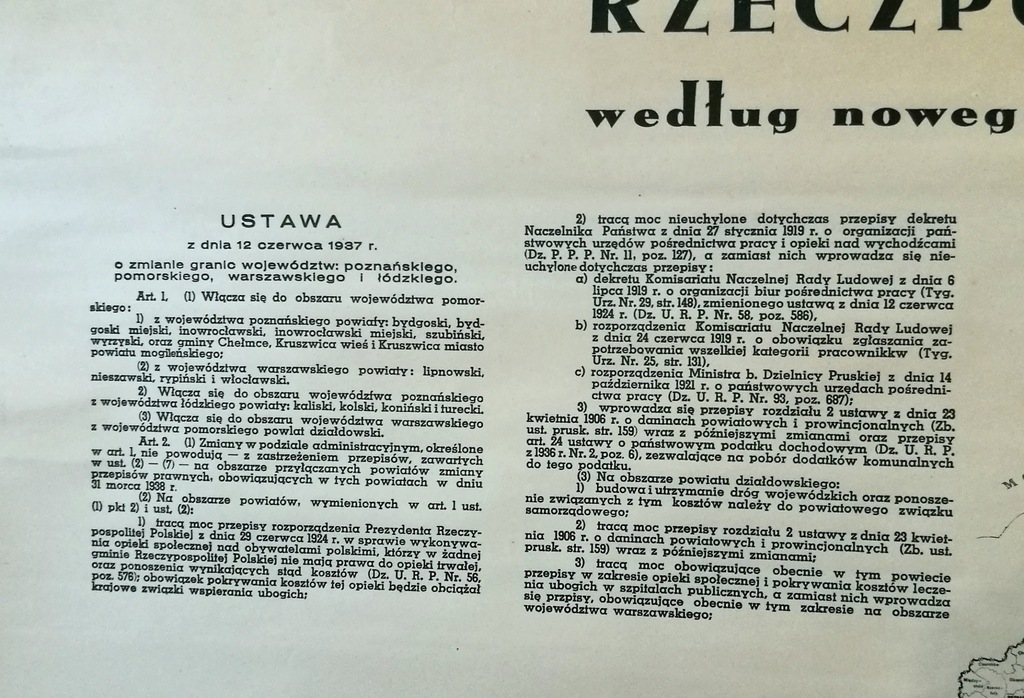 RZECZP
według noweg
USTAWA
z dnia 12 czerwca 1937 r.
o zmianie granic województw: poznańskiego,
pomorskiego, warszawskiego i łódzkiego.
Art. 1. (1) Włącza się do obszaru województwa pomor-
skiego:
1) z województwa poznańskiego powiaty: bydgoski, byd-
goski miejski, inowrocławski, inowrocławski miejski, szubiński,
wyrzyski, oraz gminy Chełmce, Kruszwica wieś i Kruszwica miasto
powiatu mogileńskiego;
(2) z województwa warszawskiego powiaty: lipnowski,
nieszawski, rypiński i włocławski.
2) Włącza się do obszaru województwa poznańskiego
z województwa łódzkiego powiaty: kaliski, kolski, koniński i turecki.
(3) Włącza się do obszaru województwa warszawskiego
z województwa pomorskiego powiat działdowski.
Art. 2. (1) Zmiany w podziale administracyjnym, określone
w art. 1, nie powodują — z zastrzeżeniem przepisów, zawartych
w ust. (2) — (7) — na obszarze przyłączanych powiatów zmiany
przepisów prawnych, obowiązujących w tych powiatach w dniu
31 marca 1938 r.
(2) Na obszarze powiatów, wymienionych w art. 1 ust.
(1) pkt 2) i ust. (2):
1) tracą moc przepisy rozporządzenia Prezydenta Rzeczy-
pospolitej Polskiej z dnia 29 czerwca 1924 r. w sprawie wykonywa-
nia opieki społecznej nad obywatelami polskimi, którzy w żadnej
gminie Rzeczypospolitej Polskiej nie mają prawa do opieki trwałej,
oraz ponoszenia wynikających stąd kosztów (Dz. U. R. P. Nr. 56,
poz. 576); obowiązek pokrywania kosztów tej opieki będzie obciążał
krajowe związki wspierania ubogich;
2) tracą moc nieuchylone dotychczas przepisy dekretu
Naczelnika Państwa z dnia 27 stycznia 1919 r. o organizacji pań-
stwowych urzędów pośrednictwa pracy i opieki nad wychodźcami
(Dz. P. P. P. Nr. 11, poz. 127), a zamiast nich wprowadza się nie-
uchylone dotychczas przepisy:
a) dekretu Komisariatu Naczelnej Rady Ludowej z dnia 6
lipca 1919 r. o organizacji biur pośrednictwa pracy (Tyg.
Urz. Nr. 29, str. 148), zmienionego ustawą z dnia 12 czerwca
1924 r. (Dz. U. R. P. Nr. 58, poz. 586),
b) rozporządzenia Komisariatu Naczelnej Rady Ludowej
z dnia 24 czerwca 1919 r. o obowiązku zgłaszania za-
potrzebowania wszelkiej kategorii pracownikkw (Tyg.
Urz. Nr. 25, str. 131),
c) rozporządzenia Ministra b. Dzielnicy Pruskiej z dnia 14
października 1921 r. o państwowych urzędach pośredni-
ctwa pracy (Dz. U. R. P. Nr. 93, poz. 687);
3) wprowadza się przepisy rozdziału 2 ustawy z dnia 23
kwietnia 1906 r. o daninach powiatowych i prowincjonalnych (Zb.
ust. prusk. str. 159) wraz z późniejszymi zmianami oraz przepisy
art. 24 ustawy o państwowym podatku dochodowym (Dz. U. R. P.
z 1936 r. Nr. 2, poz. 6), zezwalające na pobór dodatków komunalnych
do tego podatku.
(3) Na obszarze powiatu działdowskiego:
1) budowa i utrzymanie dróg wojewódzkich oraz ponosze-
nie związanych z tym kosztów należy do powiatowego związku
samorządowego;
2) tracą moc przepisy rozdziału 2 ustawy z dnia 23 kwiet-
nia 1906 r. o daninach powiatowych i prowincjonalnych (Zb. ust.
prusk. str. 159) wraz z późniejszymi zmianami;
3) tracą moc obowiązujące obecnie w tym powiecie
przepisy w zakresie opieki społecznej i pokrywania kosztów lecze-
nia ubogich w szpitalach publicznych, a zamiast nich wprowadza
się przpisy, obowiązujące obecnie w tym zakresie na obszarze
województwa warszawskiego;
M